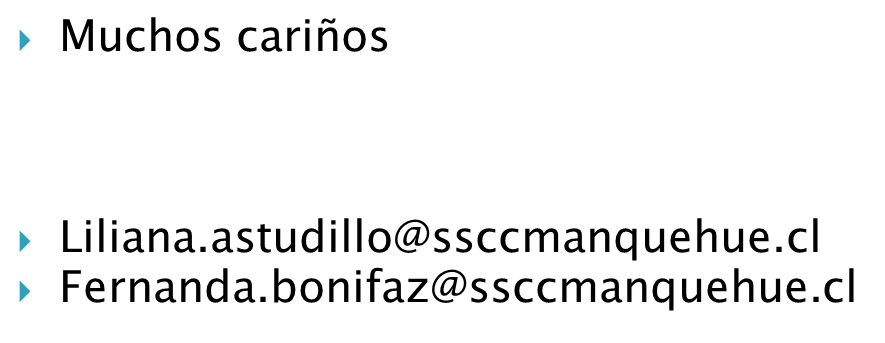 Muchos cariños
Liliana.astudillo@ssccmanquehue.cl
Fernanda.bonifaz@ssccmanquehue.cl